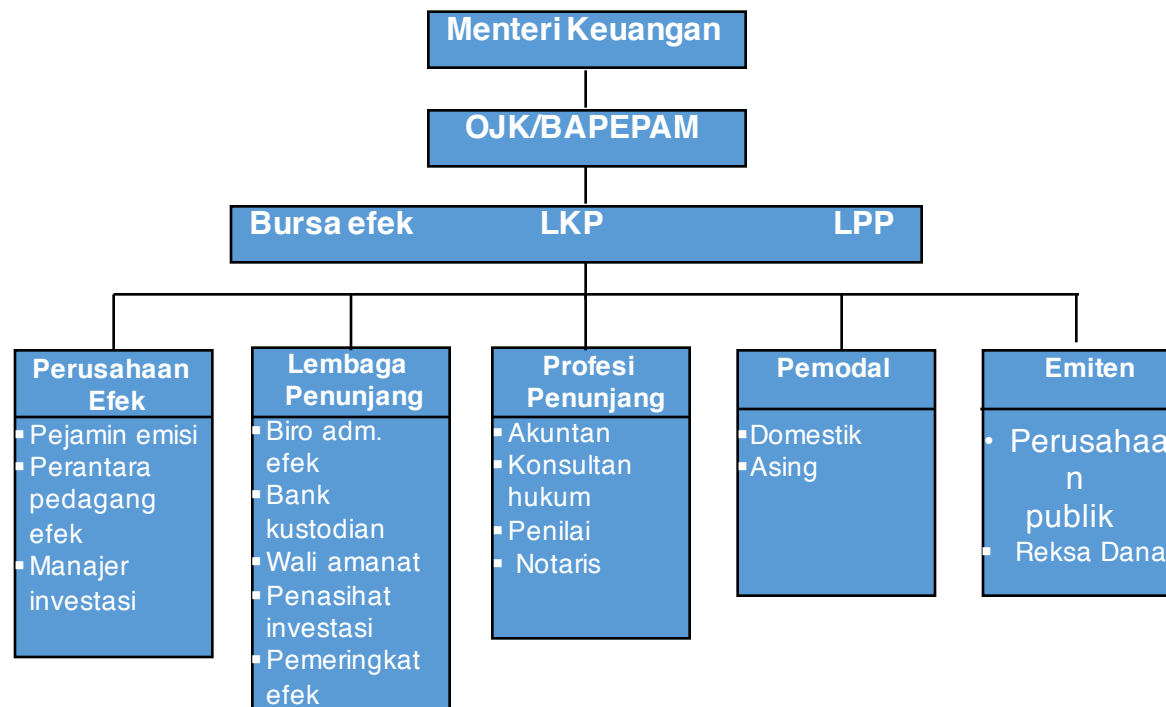 Menteri Keuangan
OJK/BAPEPAM
Bursa efek LKP LPP
Perusahaan
Efek
▪ Pejamin emisi
▪ Perantara
pedagang
efek
▪ Manajer
investasi
Lembaga
Penunjang
▪ Biro adm.
efek
▪ Bank
kustodian
▪ Wali amanat
▪ Penasihat
investasi
▪ Pemeringkat
efek
Profesi
Penunjang
▪ Akuntan
▪ Konsultan
hukum
▪ Penilai
▪ Notaris
Pemodal
▪ Domestik
▪ Asing
Emiten
• Perusahaa
n
publik
▪ Reksa Dana